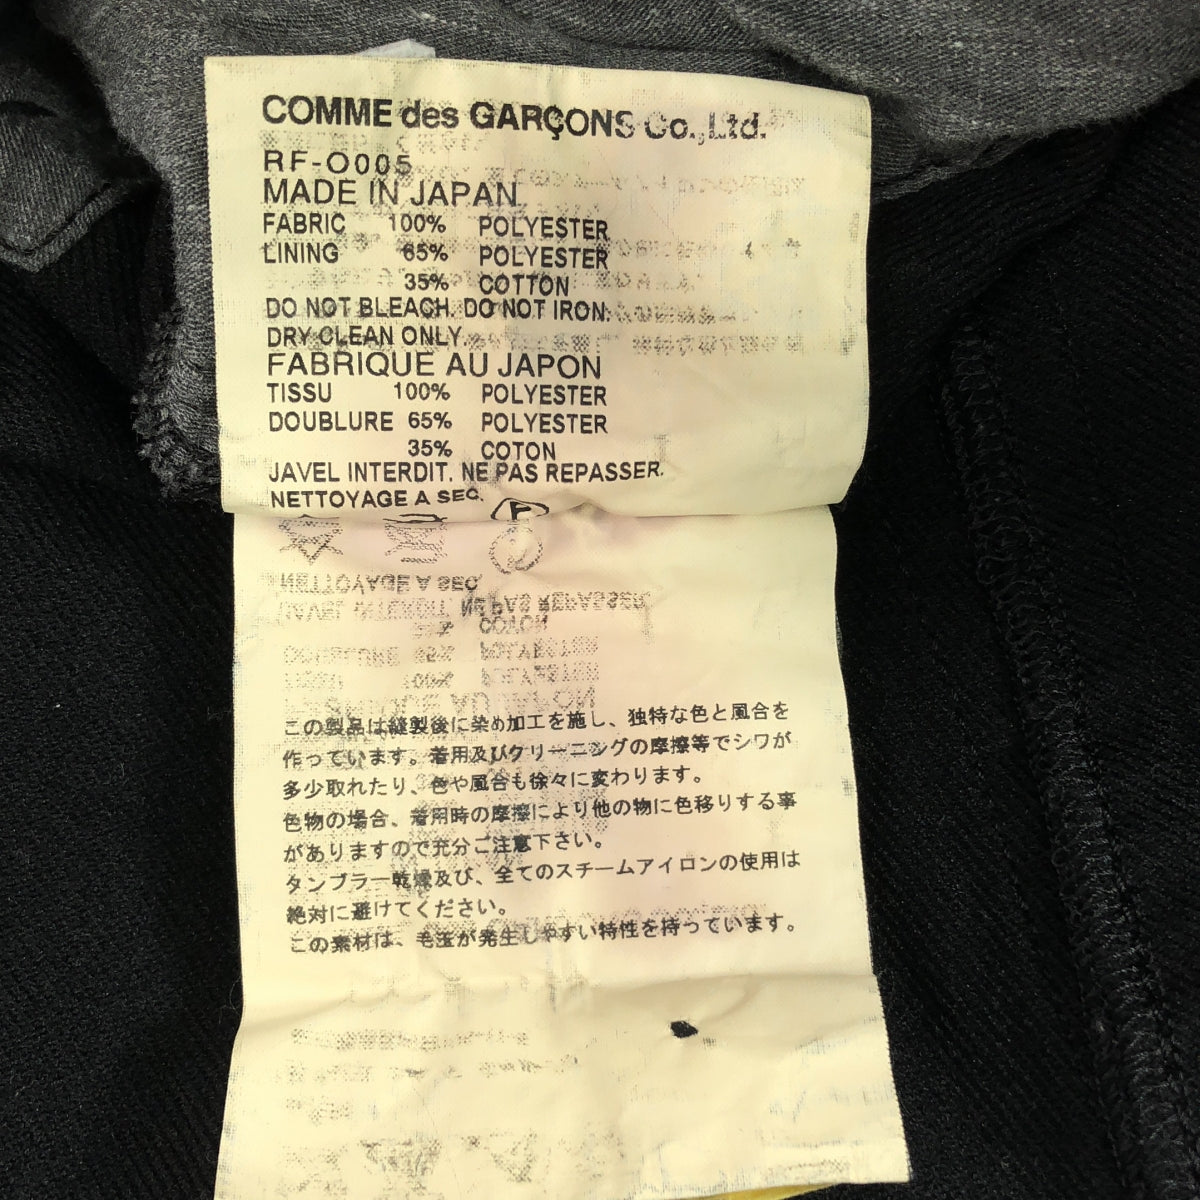 COMME des GARÇONS Co.,Ltd.
RF-O005
MADE IN JAPAN
FABRIC 100% POLYESTER
LINING 65% POLYESTER
35% COTTON
DO NOT BLEACH. DO NOT IRON.
DRY CLEAN ONLY.
FABRIQUE AU JAPON
TISSU 100% POLYESTER
DOUBLURE 65% POLYESTER
35% COTON
JAVEL INTERDIT. NE PAS REPASSER.
NETTOYAGE A SEC.
P
この製品は縫製後に染め加工を施し、独特な色と風合を
作っています。着用及びクリーニングの摩擦等でシワが
多少取れたり、色や風合も徐々に変わります。
色物の場合、着用時の摩擦により他の物に色移りする事
がありますので充分ご注意下さい。
タンブラー乾燥及び、全てのスチームアイロンの使用は
絶対に避けてください。
この素材は、毛玉が発生しやすい特性を持っています。